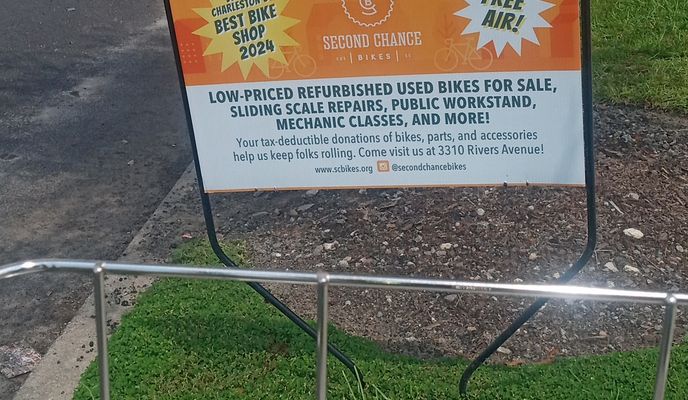 CHARLESTON'S
BEST BIKE
SHOP
2024
SECOND CHANCE
BIKES
FREE
AIR!
LOW-PRICED REFURBISHED USED BIKES FOR SALE,
SLIDING SCALE REPAIRS, PUBLIC WORKSTAND,
MECHANIC CLASSES, AND MORE!
Your tax-deductible donations of bikes, parts, and accessories
help us keep folks rolling. Come visit us at 3310 Rivers Avenue!
www.scbikes.org @secondchancebikes